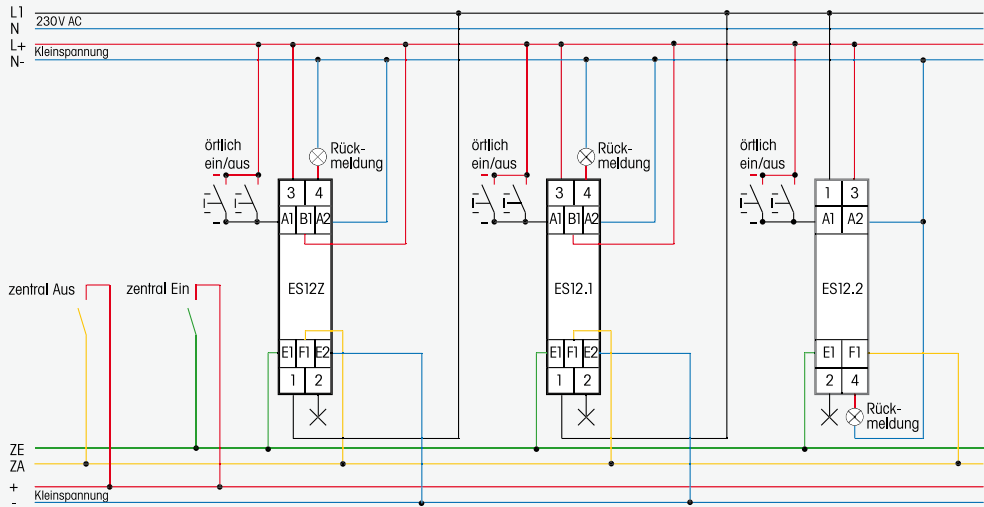 L1
230V AC
N
L+
Kleinspannung
N-
örtlich
ein/aus
Rück-
meldung
örtlich
ein/aus
Rück-
meldung
örtlich
ein/aus
3 4
A1 B1 A2
3 4
A1 B1 A2
1 3
A1 A2
zentral Aus
zentral Ein
ES12Z
ES12.1
ES12.2
E1 F1 E2
1 2
E1 F1 E2
1 2
E1 F1
2 4
Rück-
meldung
ZE
ZA
+
Kleinspannung
-